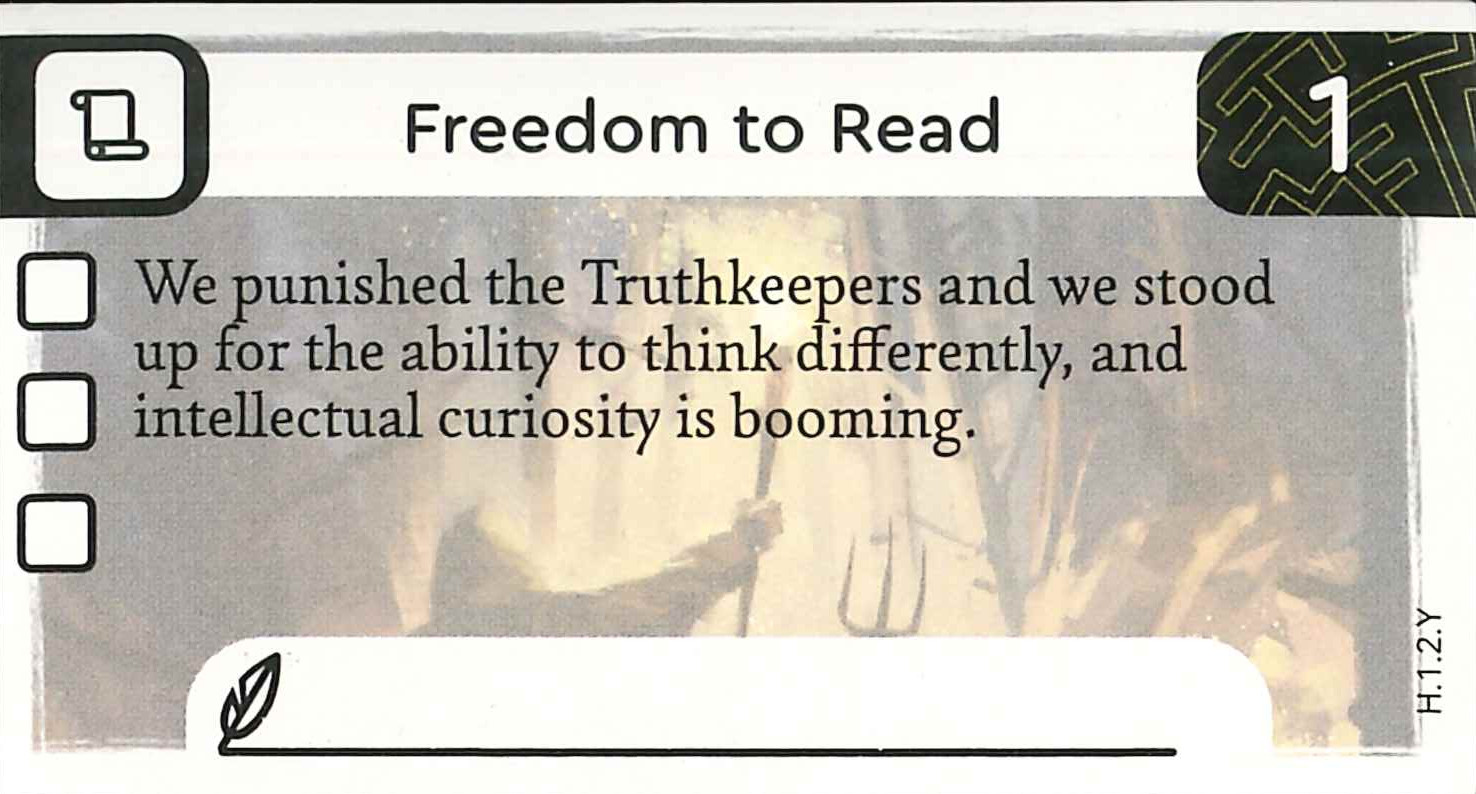 Freedom to Read
1
We punished the Truthkeepers and we stood
up for the ability to think differently, and
intellectual curiosity is booming.
H.1.2.Y